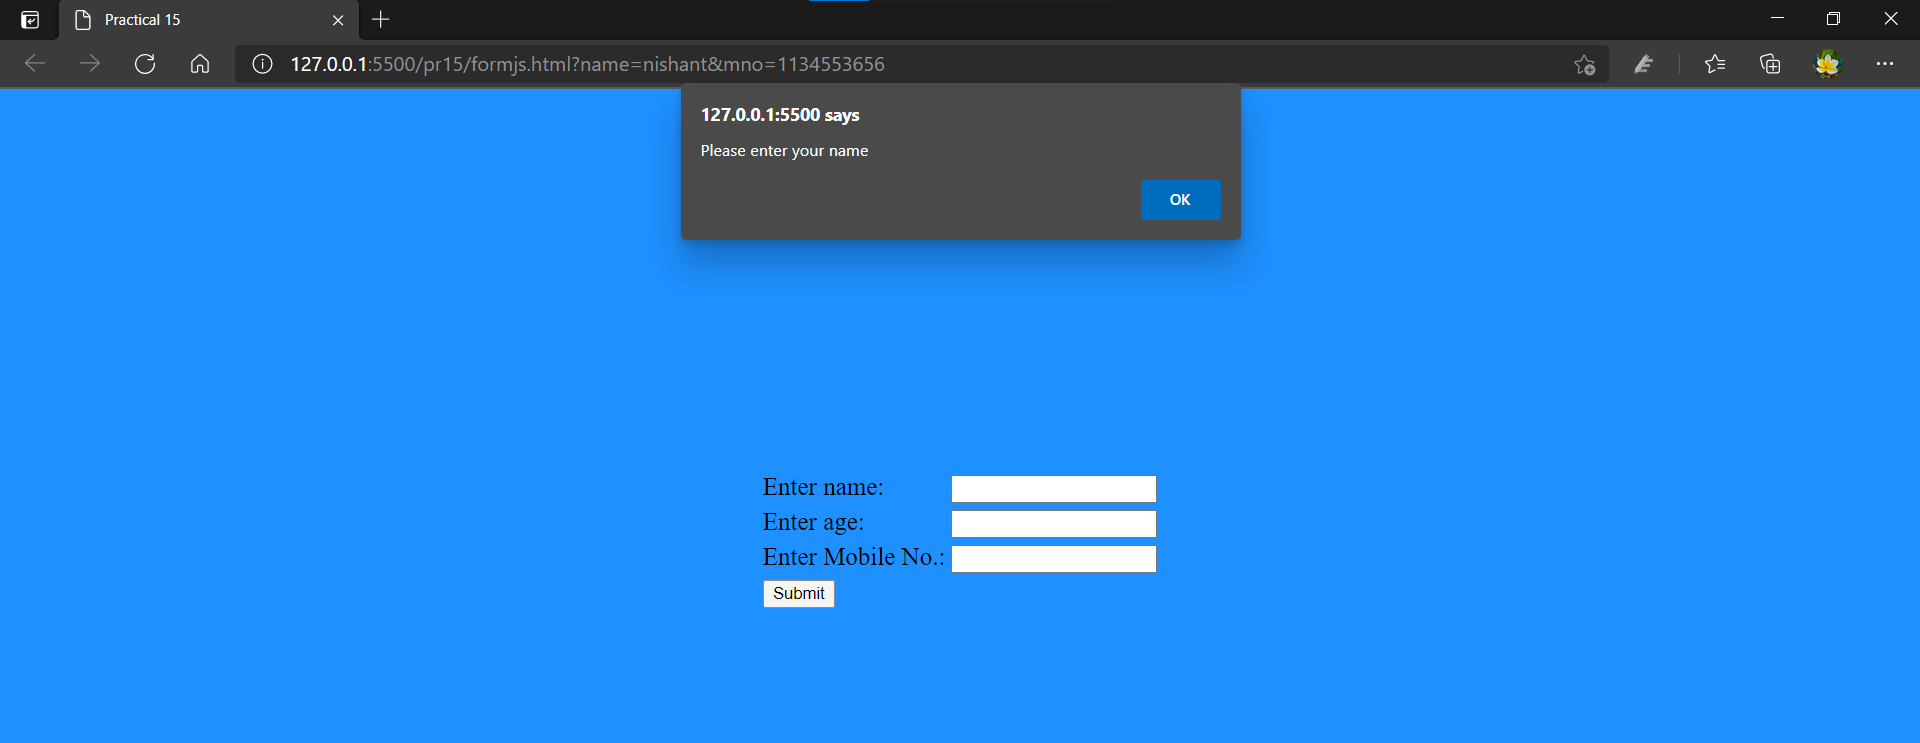 Practical 15
127.0.0.1:5500/pr15/formjs.html?name=nishant&mno=1134553656
127.0.0.1:5500 says
Please enter your name
OK
Enter name:
Enter age:
Enter Mobile No.:
Submit